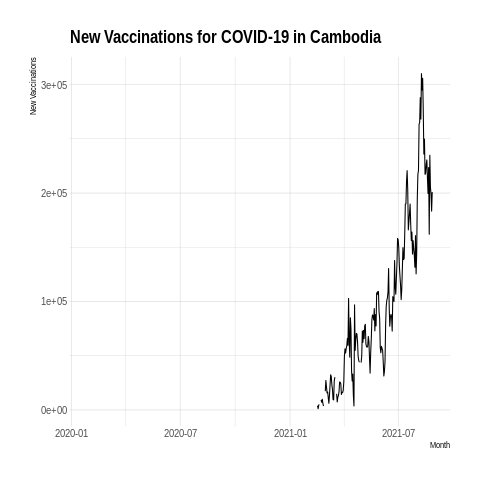 New Vaccinations for COVID-19 in Cambodia
New Vaccinations
3e+05
2e+05
1e+05
0e+00
2020-01 2020-07 2021-01 2021-07
Month